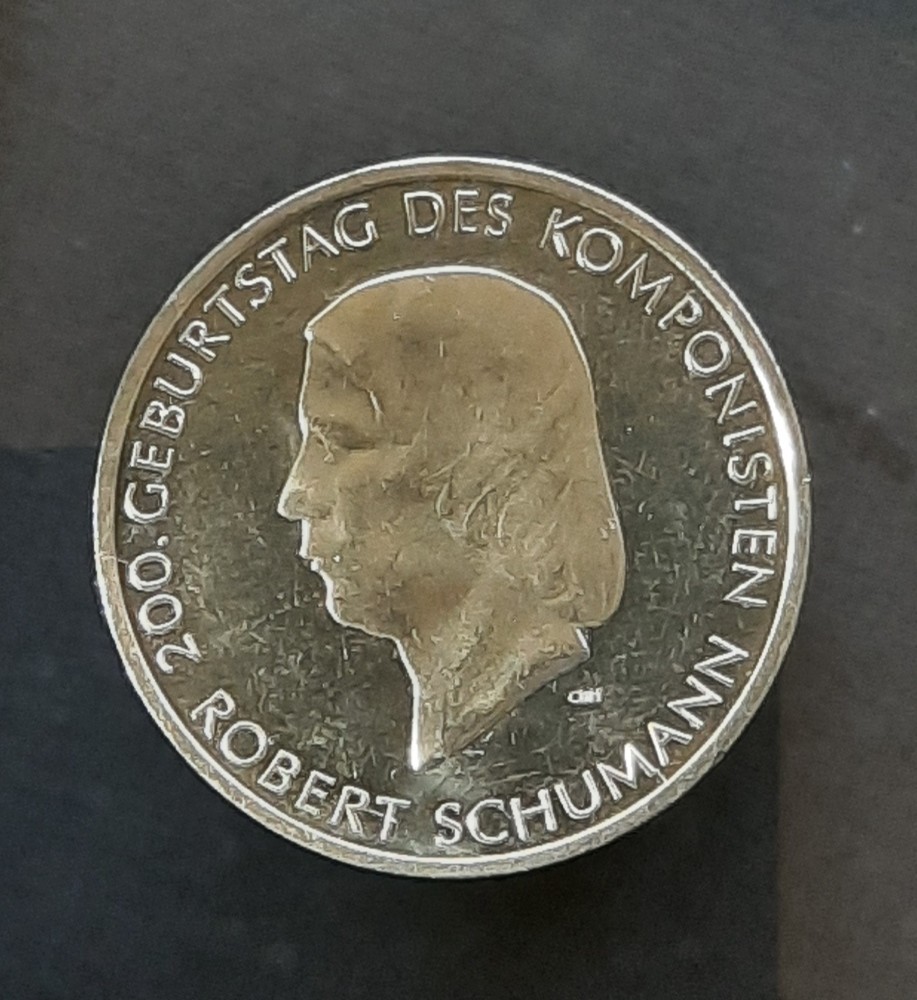 200. GEBURTSTAG DES KOMPONISTEN
ROBERT SCHUMANN